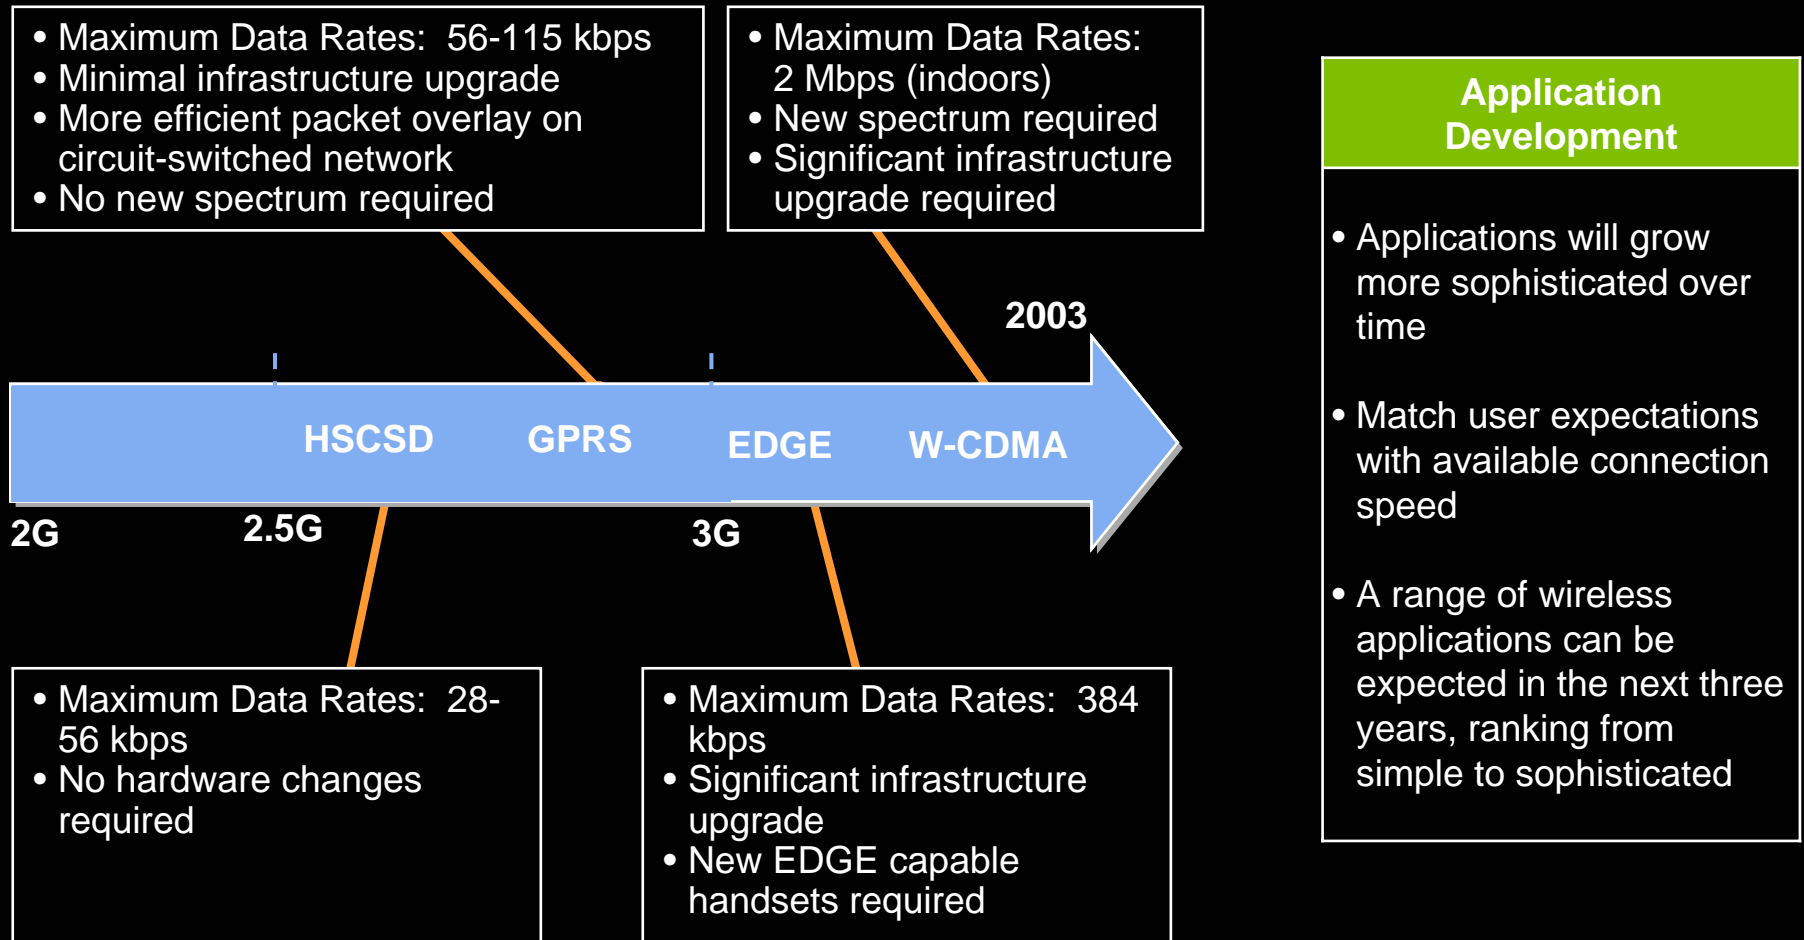 • Maximum Data Rates: 56-115 kbps
• Minimal infrastructure upgrade
• More efficient packet overlay on
circuit-switched network
• No new spectrum required
• Maximum Data Rates:
2 Mbps (indoors)
• New spectrum required
• Significant infrastructure
upgrade required
2003
HSCSD
GPRS
EDGE
W-CDMA
2G
2.5G
3G
• Maximum Data Rates: 28-
56 kbps
• No hardware changes
required
• Maximum Data Rates: 384
kbps
• Significant infrastructure
upgrade
• New EDGE capable
handsets required
Application
Development
• Applications will grow
more sophisticated over
time
• Match user expectations
with available connection
speed
• A range of wireless
applications can be
expected in the next three
years, ranking from
simple to sophisticated